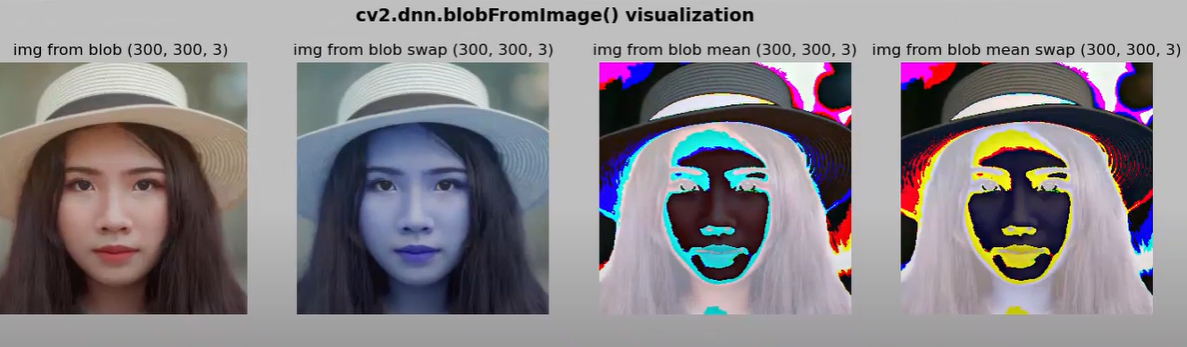 cv2.dnn.blobFromImage() visualization
img from blob (300, 300, 3)
img from blob swap (300, 300, 3)
img from blob mean (300, 300, 3)
img from blob mean swap (300, 300, 3)